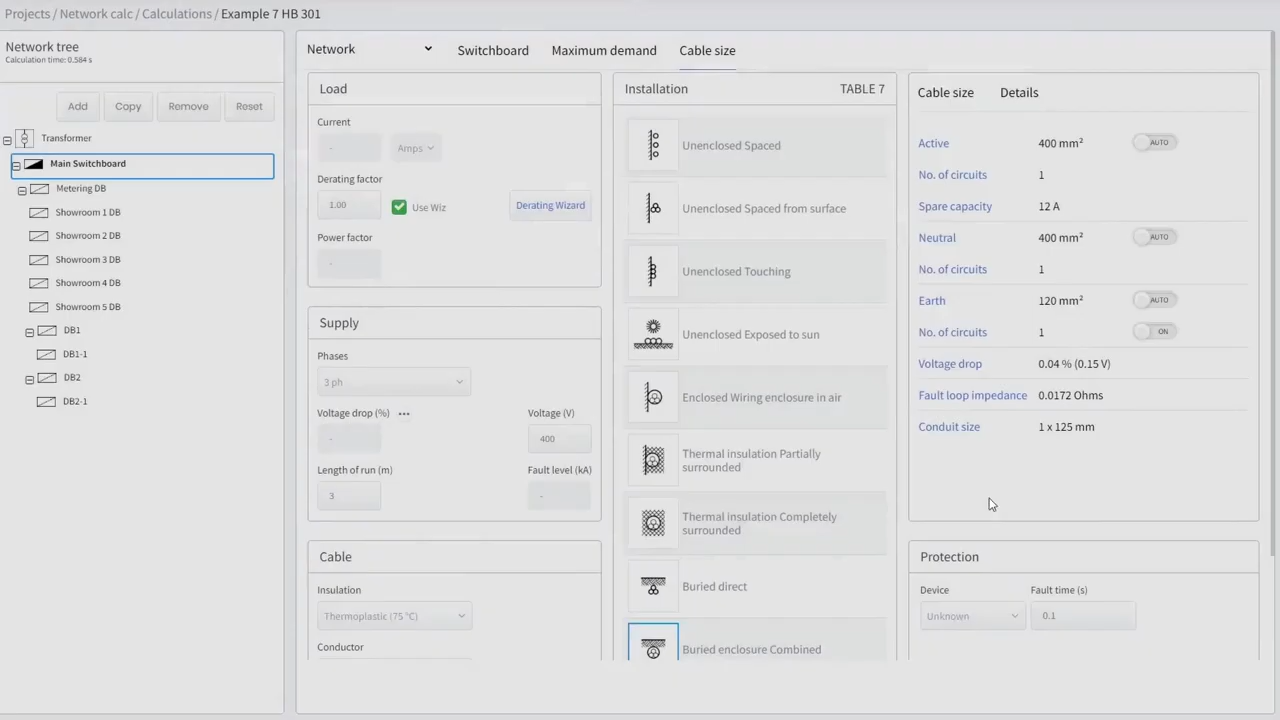 Projects / Network calc / Calculations / Example 7 HB 301
Network tree
Calculation time: 0.584 s
Add
Copy
Remove
Reset
Transformer
Main Switchboard
Metering DB
Showroom 1 DB
Showroom 2 DB
Showroom 3 DB
Showroom 4 DB
Showroom 5 DB
DB1
DB1-1
DB2
DB2-1
Network
Switchboard
Maximum demand
Cable size
Load
Current
-
Amps
Derating factor
1.00
Use Wiz
Derating Wizard
Power factor
-
Supply
Phases
3 ph
Voltage drop (%) •••
Voltage (V)
-
400
Length of run (m)
Fault level (kA)
3
-
Cable
Insulation
Thermoplastic (75 °C)
Conductor
Installation
TABLE 7
Unenclosed Spaced
Unenclosed Spaced from surface
Unenclosed Touching
Unenclosed Exposed to sun
Enclosed Wiring enclosure in air
Thermal insulation Partially
surrounded
Thermal insulation Completely
surrounded
Buried direct
Buried enclosure Combined
Cable size
Details
Active 400 mm² AUTO
No. of circuits 1
Spare capacity 12 A
Neutral 400 mm² AUTO
No. of circuits 1
Earth 120 mm² AUTO
No. of circuits 1 ON
Voltage drop 0.04 % (0.15 V)
Fault loop impedance 0.0172 Ohms
Conduit size 1 x 125 mm
Protection
Device
Fault time (s)
Unknown
0.1